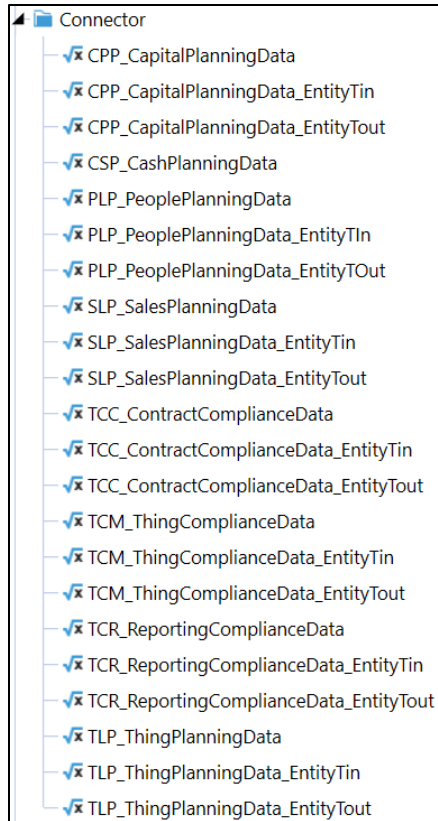 Connector
CPP_CapitalPlanningData
CPP_CapitalPlanningData_EntityTin
CPP_CapitalPlanningData_EntityTout
CSP_CashPlanningData
PLP_PeoplePlanningData
PLP_PeoplePlanningData_EntityTIn
PLP_PeoplePlanningData_EntityTOut
SLP_SalesPlanningData
SLP_SalesPlanningData_EntityTin
SLP_SalesPlanningData_EntityTout
TCC_ContractComplianceData
TCC_ContractComplianceData_EntityTin
TCC_ContractComplianceData_EntityTout
TCM_ThingComplianceData
TCM_ThingComplianceData_EntityTin
TCM_ThingComplianceData_EntityTout
TCR_ReportingComplianceData
TCR_ReportingComplianceData_EntityTin
TCR_ReportingComplianceData_EntityTout
TLP_ThingPlanningData
TLP_ThingPlanningData_EntityTin
TLP_ThingPlanningData_EntityTout